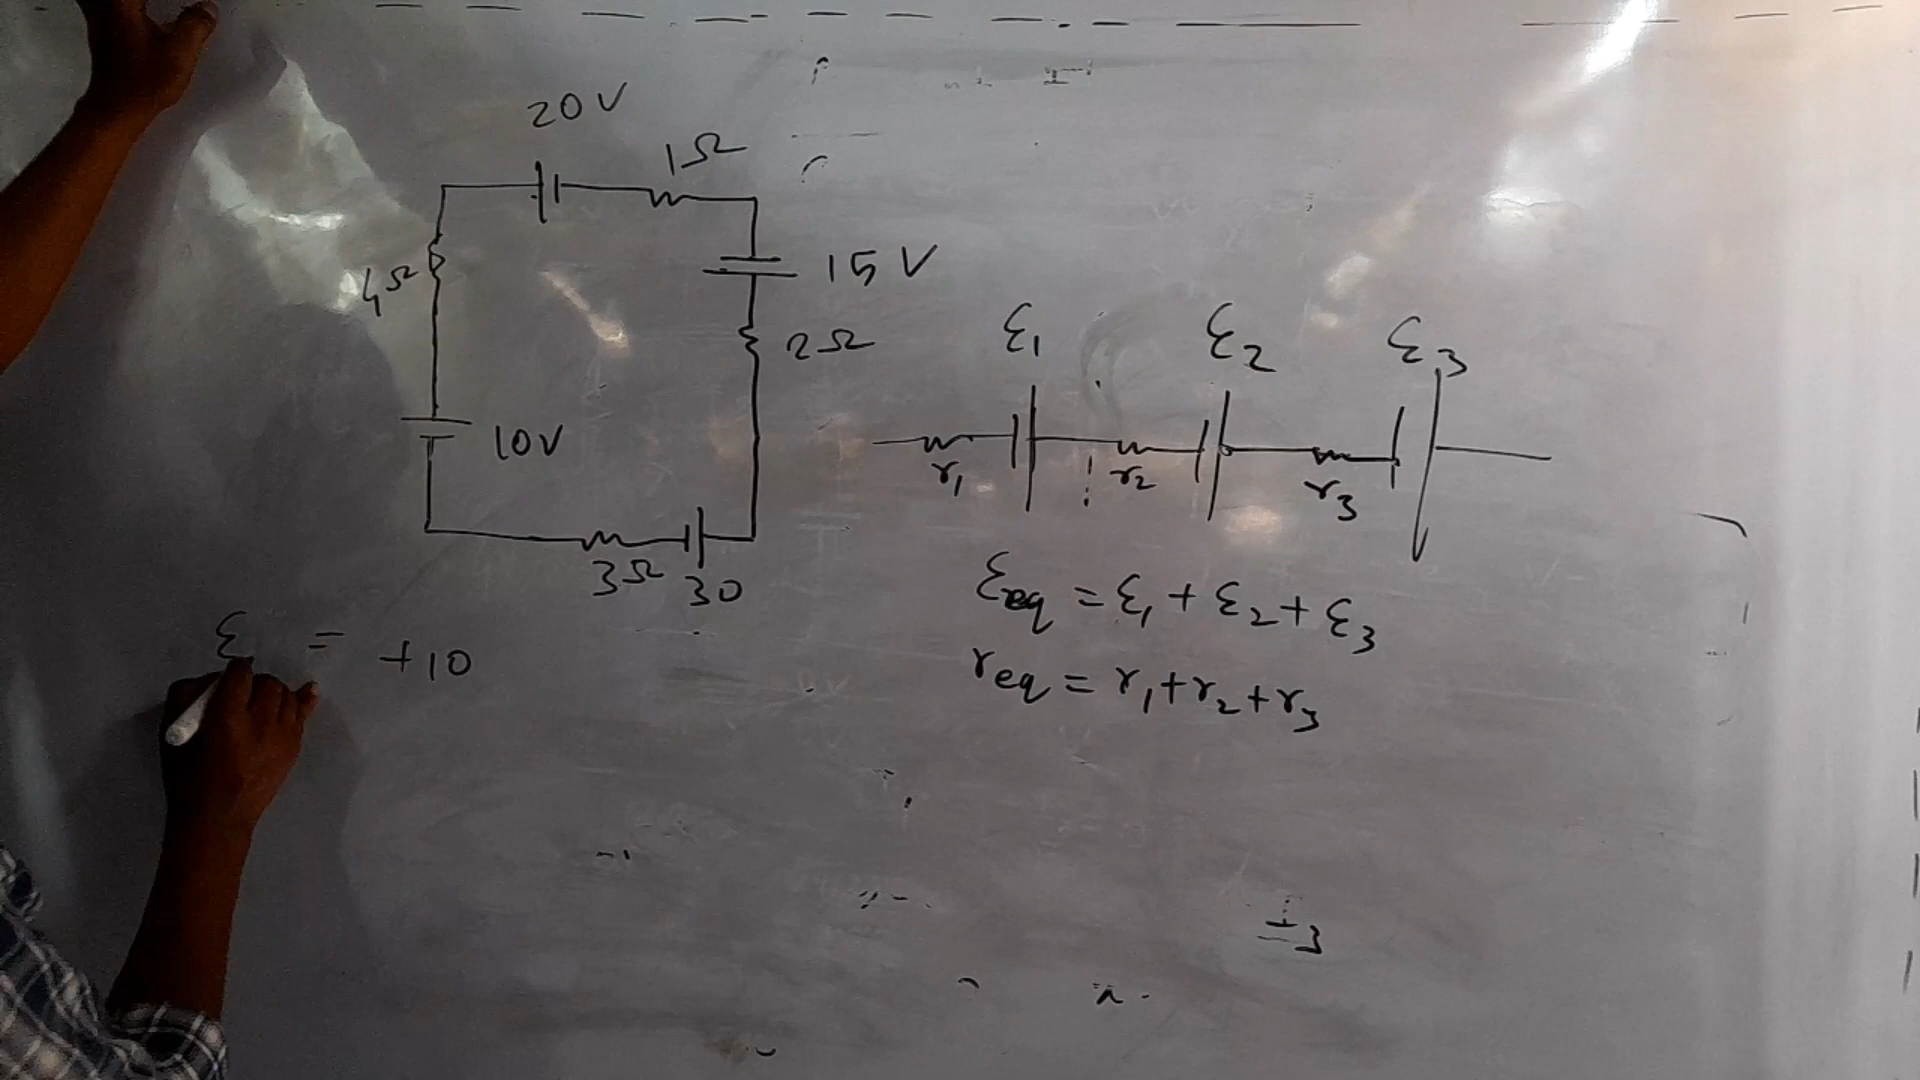 20V
1Ω
4Ω
15 V
2Ω
10V
3Ω 30
ε₁ ε₂ ε₃
r₁ r₂ r₃
εeq = ε₁ + ε₂ + ε₃
req = r₁ + r₂ + r₃
ε = +10